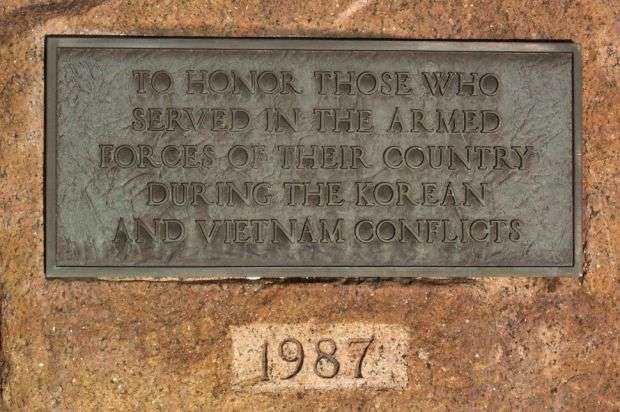 TO HONOR THOSE WHO
SERVED IN THE ARMED
FORCES OF THEIR COUNTRY
DURING THE KOREAN
AND VIETNAM CONFLICTS
1987